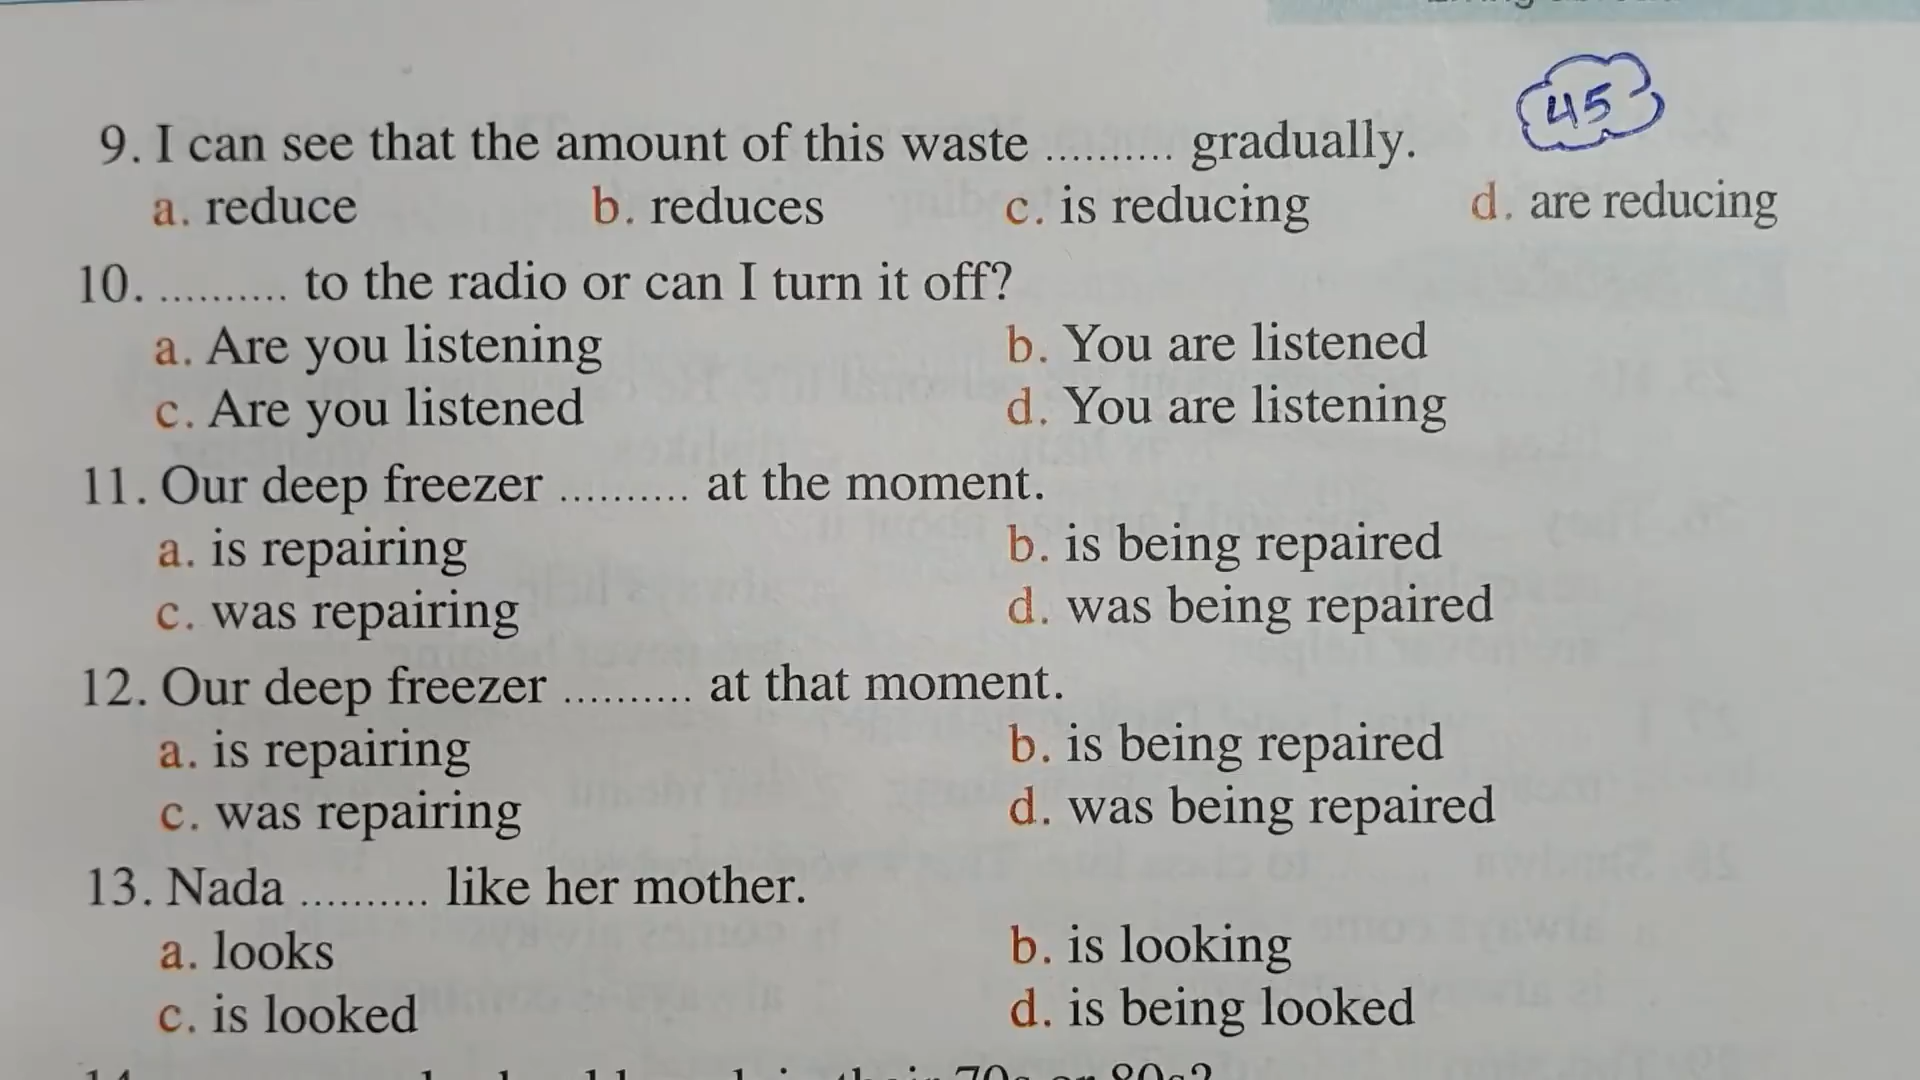 45
9. I can see that the amount of this waste .......... gradually.
a. reduce b. reduces c. is reducing d. are reducing
10. .......... to the radio or can I turn it off?
a. Are you listening b. You are listened
c. Are you listened d. You are listening
11. Our deep freezer .......... at the moment.
a. is repairing b. is being repaired
c. was repairing d. was being repaired
12. Our deep freezer .......... at that moment.
a. is repairing b. is being repaired
c. was repairing d. was being repaired
13. Nada .......... like her mother.
a. looks b. is looking
c. is looked d. is being looked
70s or 80s?